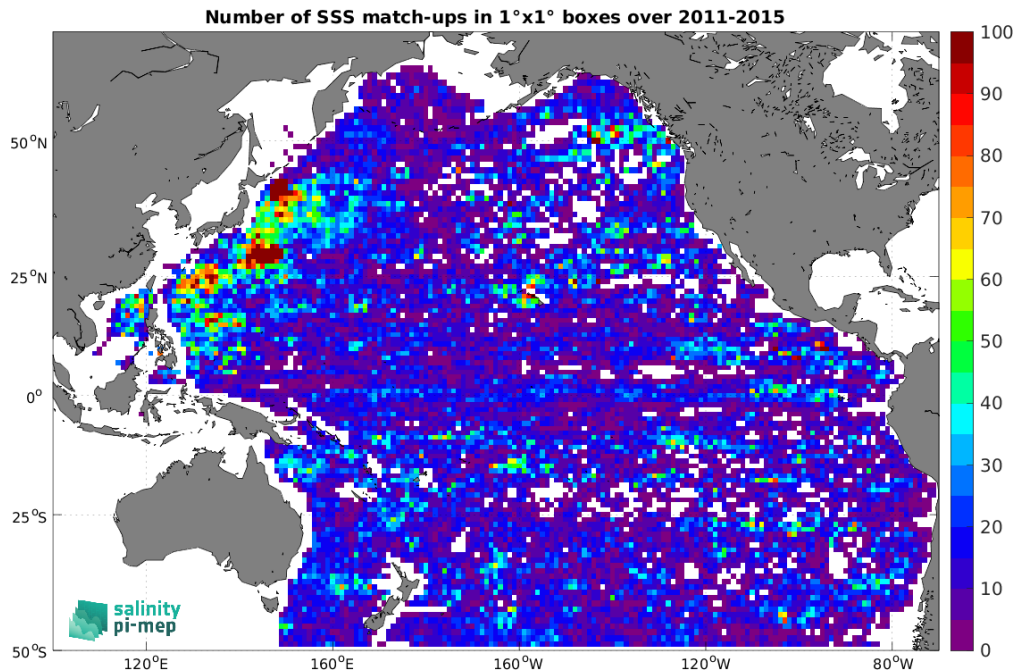 Number of SSS match-ups in 1°x1° boxes over 2011-2015
100
90
80
70
60
50
40
30
20
10
0
50°N
25°N
0°
25°S
50°S
120°E
160°E
160°W
120°W
80°W
salinity
pi-mep